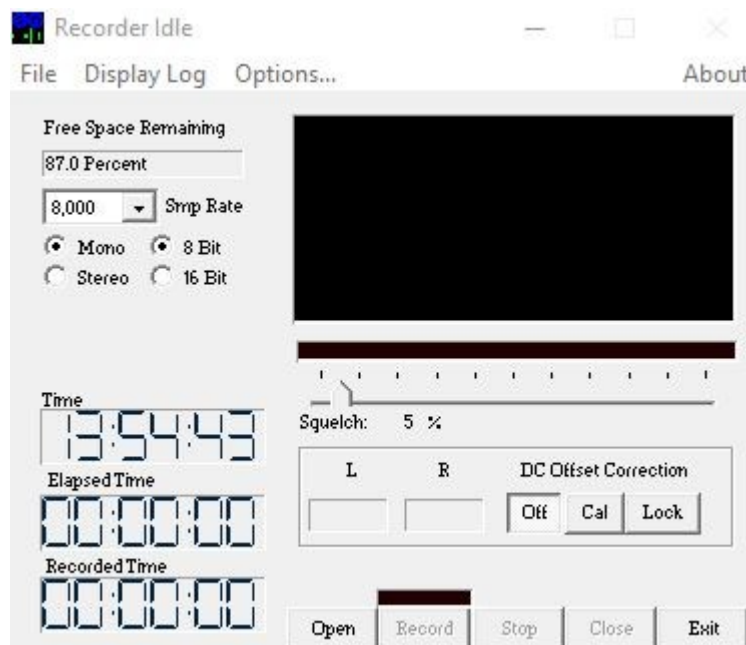 Recorder Idle
File Display Log Options... About
Free Space Remaining
87.0 Percent
8,000 Smp Rate
Mono 8 Bit
Stereo 16 Bit
Time
13:54:43
Squelch: 5 %
Elapsed Time
00:00:00
L R DC Offset Correction
Off Cal Lock
Recorded Time
00:00:00
Open Record Stop Close Exit